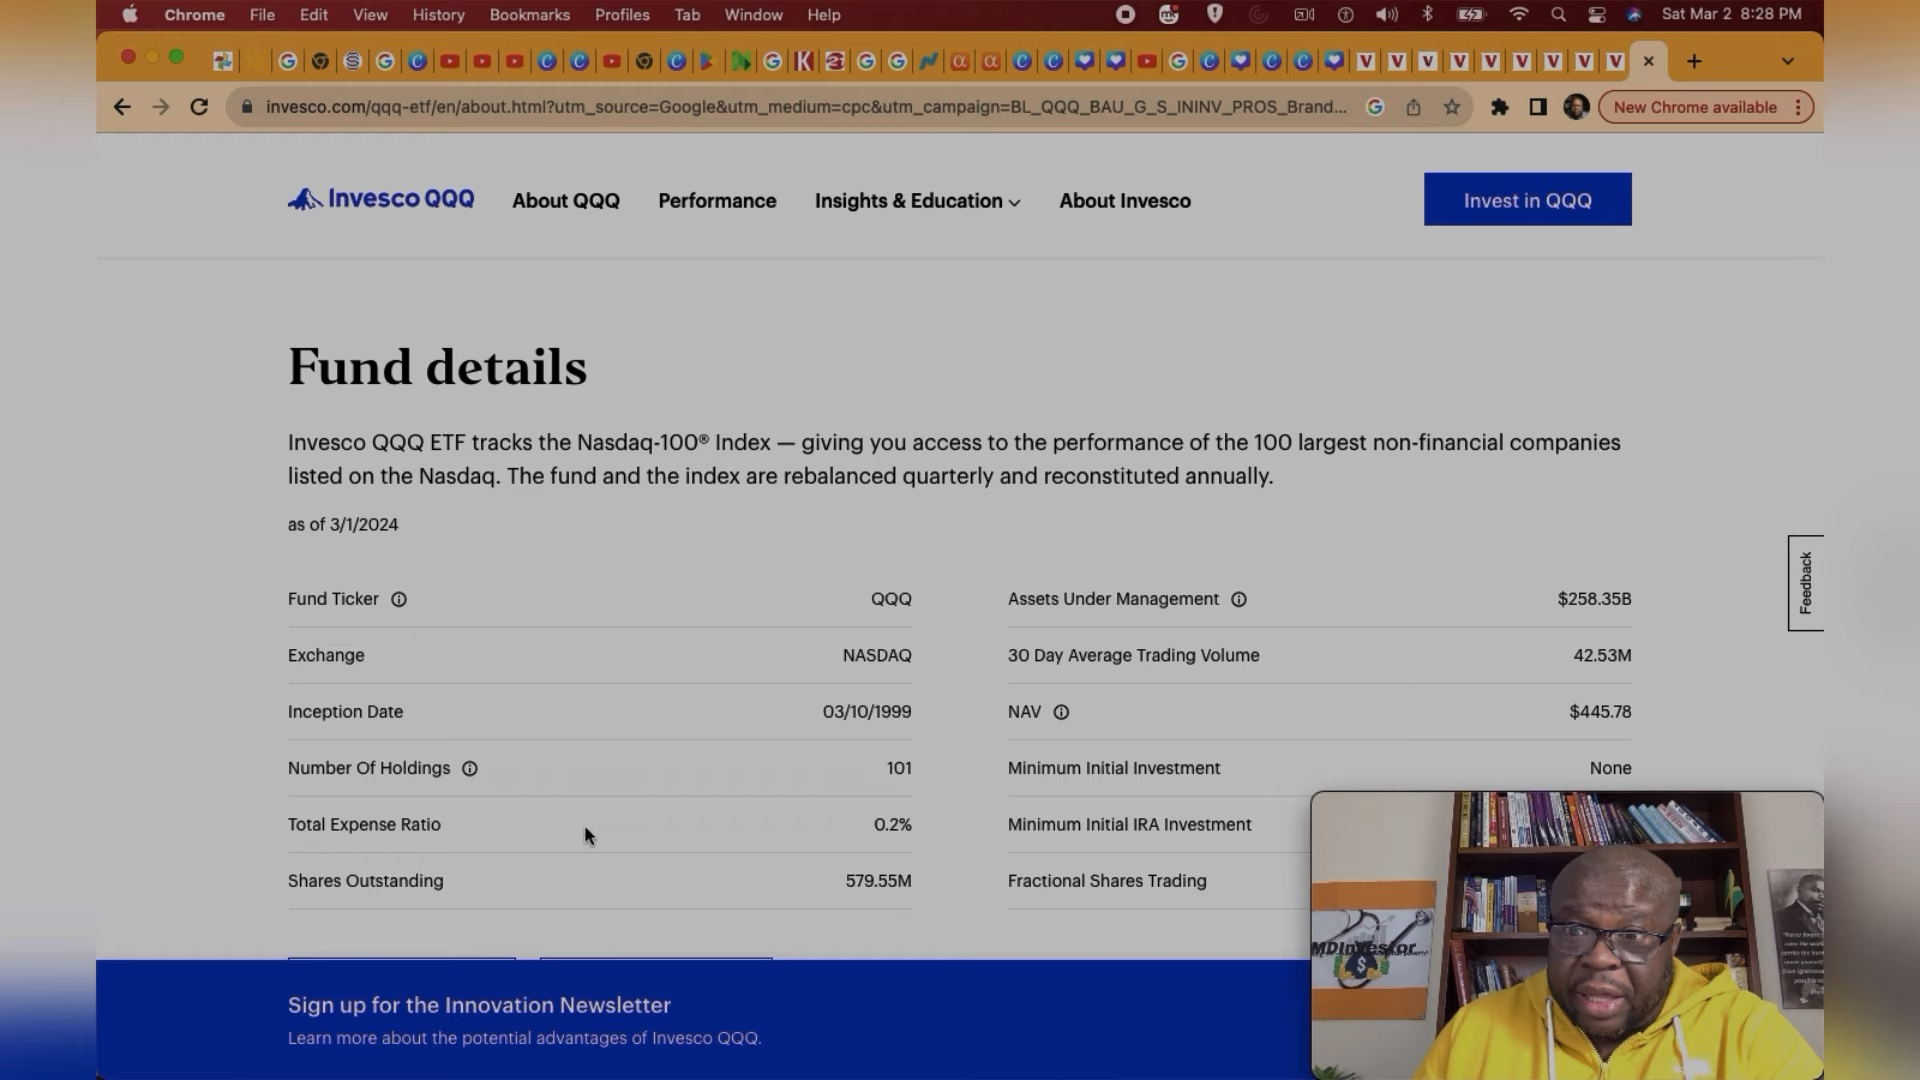 Chrome File Edit View History Bookmarks Profiles Tab Window Help Sat Mar 2 8:28 PM
invesco.com/qqq-etf/en/about.html?utm_source=Google&utm_medium=cpc&utm_campaign=BL_QQQ_BAU_G_S_ININV_PROS_Brand... New Chrome available
Invesco QQQ About QQQ Performance Insights & Education About Invesco Invest in QQQ
Fund details
Invesco QQQ ETF tracks the Nasdaq-100® Index — giving you access to the performance of the 100 largest non-financial companies
listed on the Nasdaq. The fund and the index are rebalanced quarterly and reconstituted annually.
as of 3/1/2024
Feedback
Fund Ticker QQQ Assets Under Management $258.35B
Exchange NASDAQ 30 Day Average Trading Volume 42.53M
Inception Date 03/10/1999 NAV $445.78
Number Of Holdings 101 Minimum Initial Investment None
Total Expense Ratio 0.2% Minimum Initial IRA Investment
Shares Outstanding 579.55M Fractional Shares Trading
MDInvestor
Sign up for the Innovation Newsletter
Learn more about the potential advantages of Invesco QQQ.